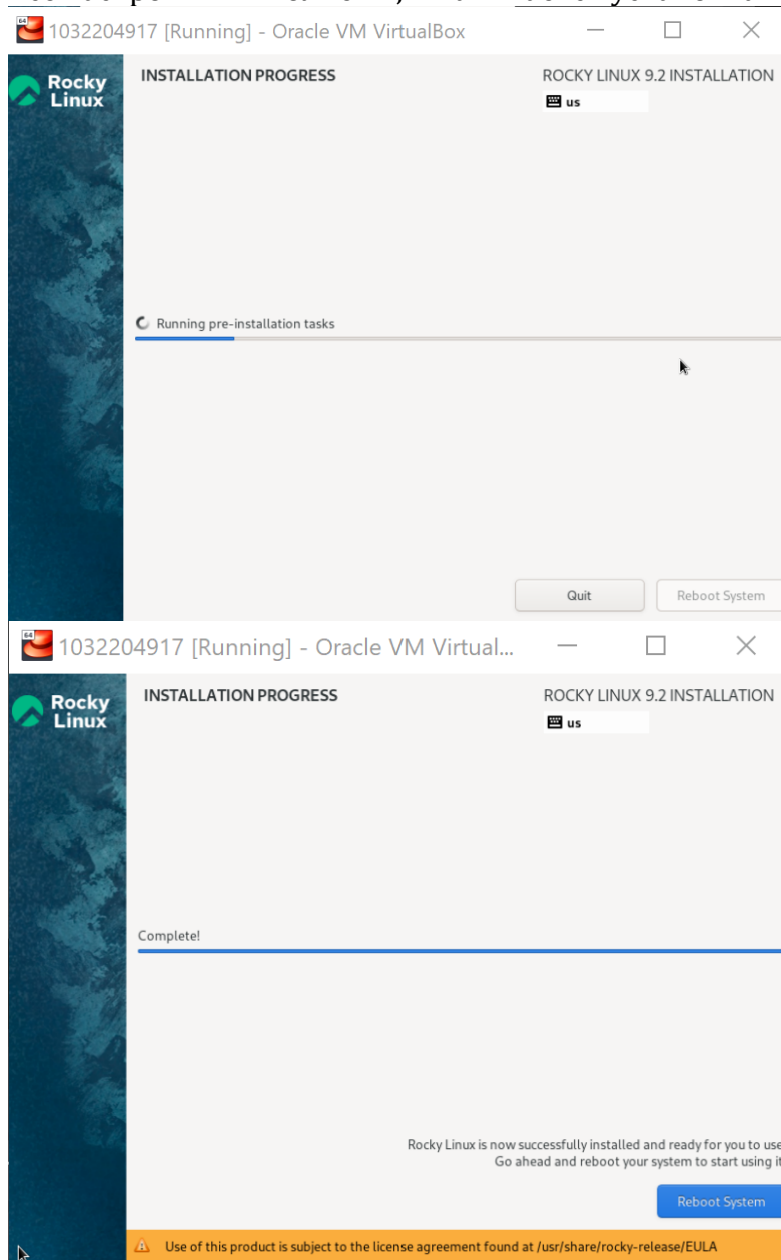 1032204917 [Running] - Oracle VM VirtualBox
Rocky
Linux
INSTALLATION PROGRESS
ROCKY LINUX 9.2 INSTALLATION
us
Running pre-installation tasks
Quit
Reboot System
1032204917 [Running] - Oracle VM Virtual...
Rocky
Linux
INSTALLATION PROGRESS
ROCKY LINUX 9.2 INSTALLATION
us
Complete!
Rocky Linux is now successfully installed and ready for you to use
Go ahead and reboot your system to start using it
Reboot System
Use of this product is subject to the license agreement found at /usr/share/rocky-release/EULA